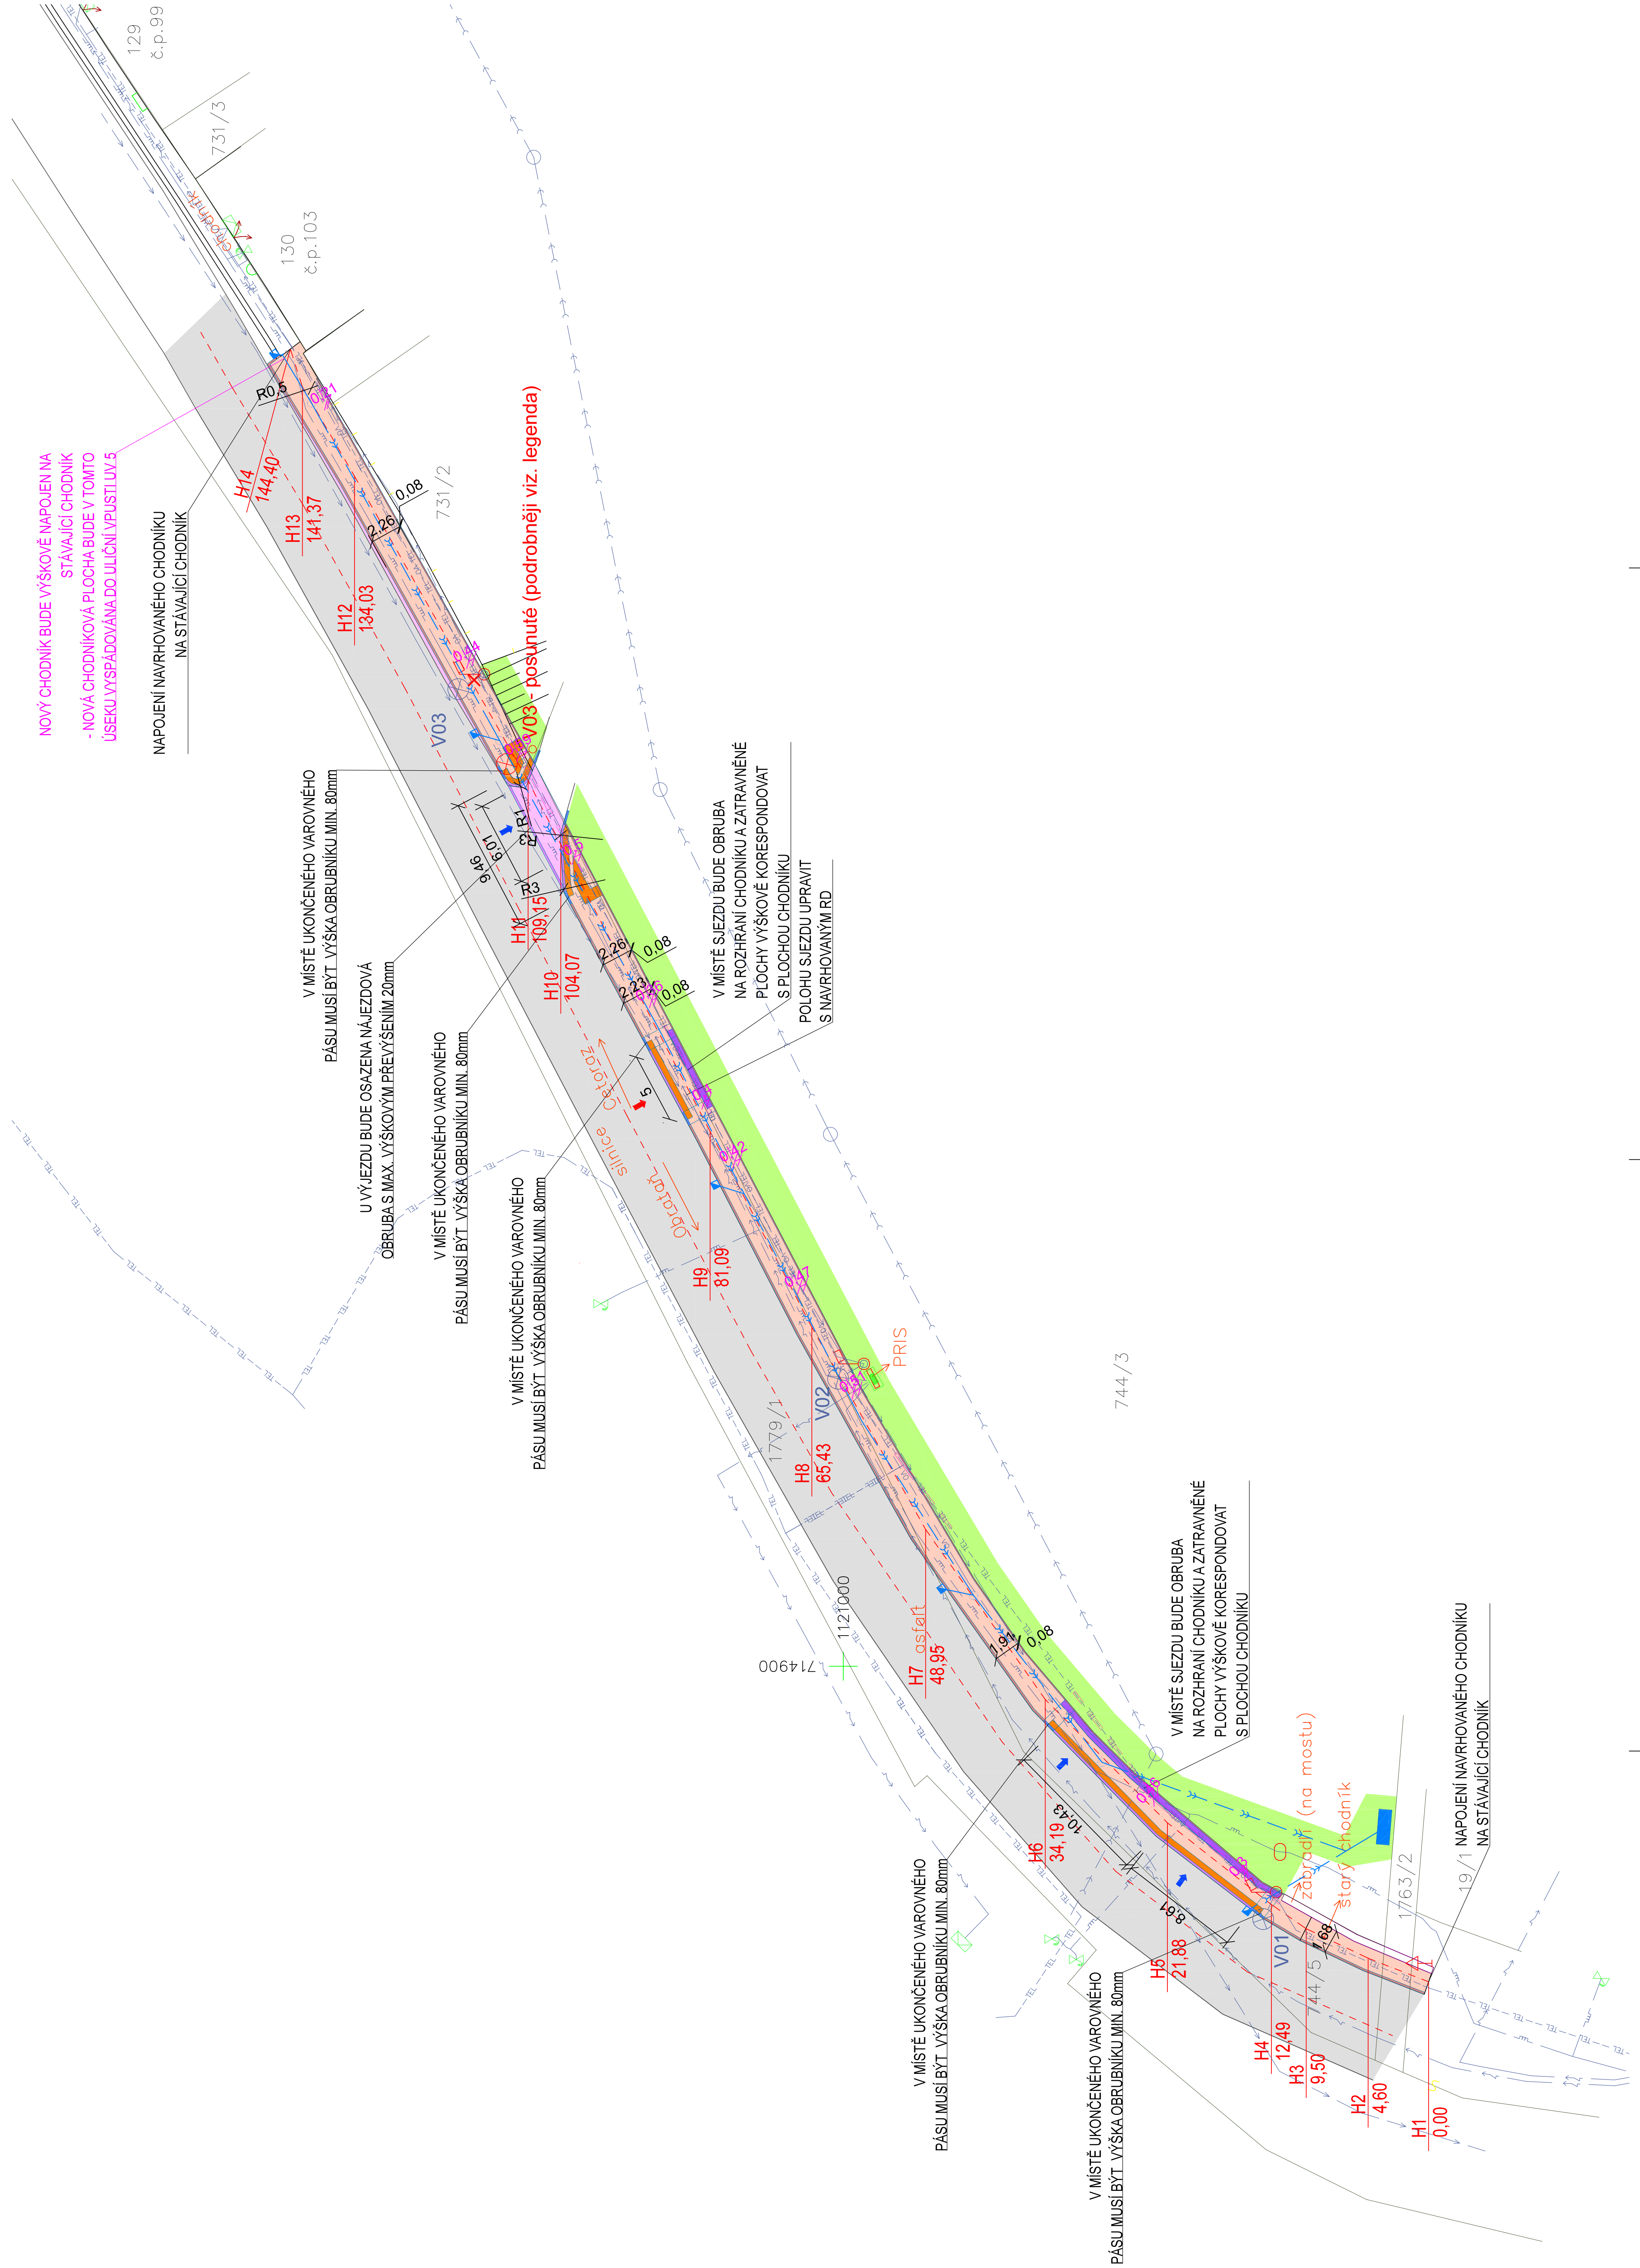 129
č.p.99
731/3
chodník
130
č.p.103
NOVÝ CHODNÍK BUDE VÝŠKOVĚ NAPOJEN NA
STÁVAJÍCÍ CHODNÍK
- NOVÁ CHODNÍKOVÁ PLOCHA BUDE V TOMTO
ÚSEKU VYSPÁDOVÁNA DO ULIČNÍ VPUSTI UV 5
NAPOJENÍ NAVRHOVANÉHO CHODNÍKU
NA STÁVAJÍCÍ CHODNÍK
R0,5
H14
144,40
H13
141,37
H12
134,03
2,26
0,08
731/2
V03
V03 - posunuté (podrobněji viz. legenda)
V MÍSTĚ UKONČENÉHO VAROVNÉHO
PÁSU MUSÍ BÝT VÝŠKA OBRUBNÍKU MIN. 80mm
U VÝJEZDU BUDE OSAZENA NÁJEZDOVÁ
OBRUBA S MAX. VÝŠKOVÝM PŘEVÝŠENÍM 20mm
V MÍSTĚ UKONČENÉHO VAROVNÉHO
PÁSU MUSÍ BÝT VÝŠKA OBRUBNÍKU MIN. 80mm
V MÍSTĚ UKONČENÉHO VAROVNÉHO
PÁSU MUSÍ BÝT VÝŠKA OBRUBNÍKU MIN. 80mm
9,46
6,01
R3
R1
R3
H11
109,15
H10
104,07
2,26
0,08
2,23
0,08
V MÍSTĚ SJEZDU BUDE OBRUBA
NA ROZHRANÍ CHODNÍKU A ZATRAVNĚNÉ
PLOCHY VÝŠKOVĚ KORESPONDOVAT
S PLOCHOU CHODNÍKU
POLOHU SJEZDU UPRAVIT
S NAVRHOVANÝM RD
5
silnice
Cetoraz
Obrataň
H9
81,09
V02
PRIS
1779/1
H8
65,43
744/3
714900
1121000
H7
48,95
asfalt
1,91
0,08
V MÍSTĚ SJEZDU BUDE OBRUBA
NA ROZHRANÍ CHODNÍKU A ZATRAVNĚNÉ
PLOCHY VÝŠKOVĚ KORESPONDOVAT
S PLOCHOU CHODNÍKU
10,43
H6
34,19
V MÍSTĚ UKONČENÉHO VAROVNÉHO
PÁSU MUSÍ BÝT VÝŠKA OBRUBNÍKU MIN. 80mm
8,61
H5
21,88
V MÍSTĚ UKONČENÉHO VAROVNÉHO
PÁSU MUSÍ BÝT VÝŠKA OBRUBNÍKU MIN. 80mm
V01
zábradlí (na mostu)
starý chodník
1,68
744/5
1763/2
19/1
NAPOJENÍ NAVRHOVANÉHO CHODNÍKU
NA STÁVAJÍCÍ CHODNÍK
H4
12,49
H3
9,50
H2
4,60
H1
0,00